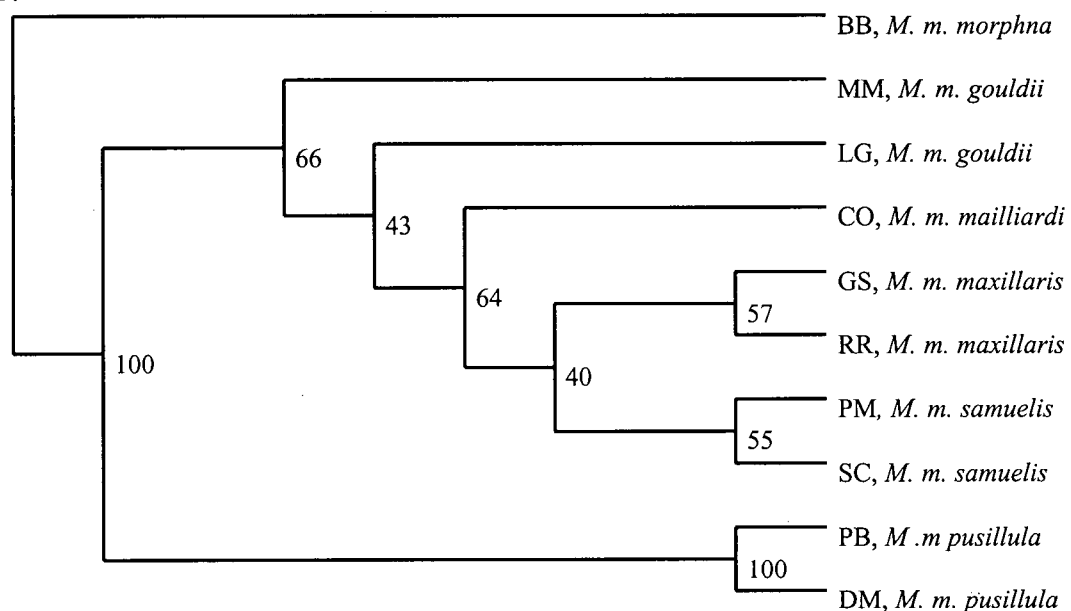 BB, M. m. morphna
MM, M. m. gouldii
66
LG, M. m. gouldii
43
CO, M. m. mailliardi
64
GS, M. m. maxillaris
57
RR, M. m. maxillaris
100
40
PM, M. m. samuelis
55
SC, M. m. samuelis
PB, M .m pusillula
100
DM, M. m. pusillula